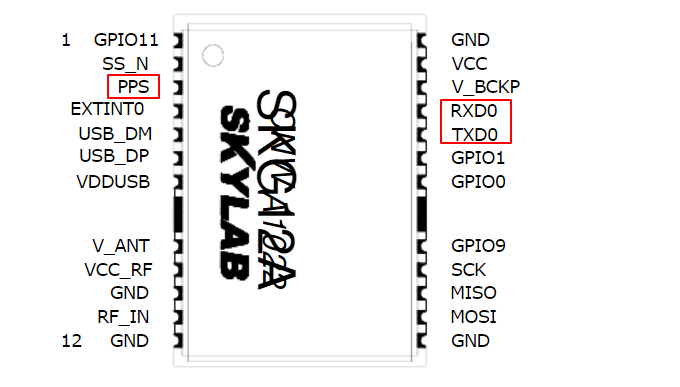 1 GPIO11
SS_N
PPS
EXTINT0
USB_DM
USB_DP
VDDUSB
V_ANT
VCC_RF
GND
RF_IN
12 GND
SKYLAB
GND
VCC
V_BCKP
RXD0
TXD0
GPIO1
GPIO0
GPIO9
SCK
MISO
MOSI
GND